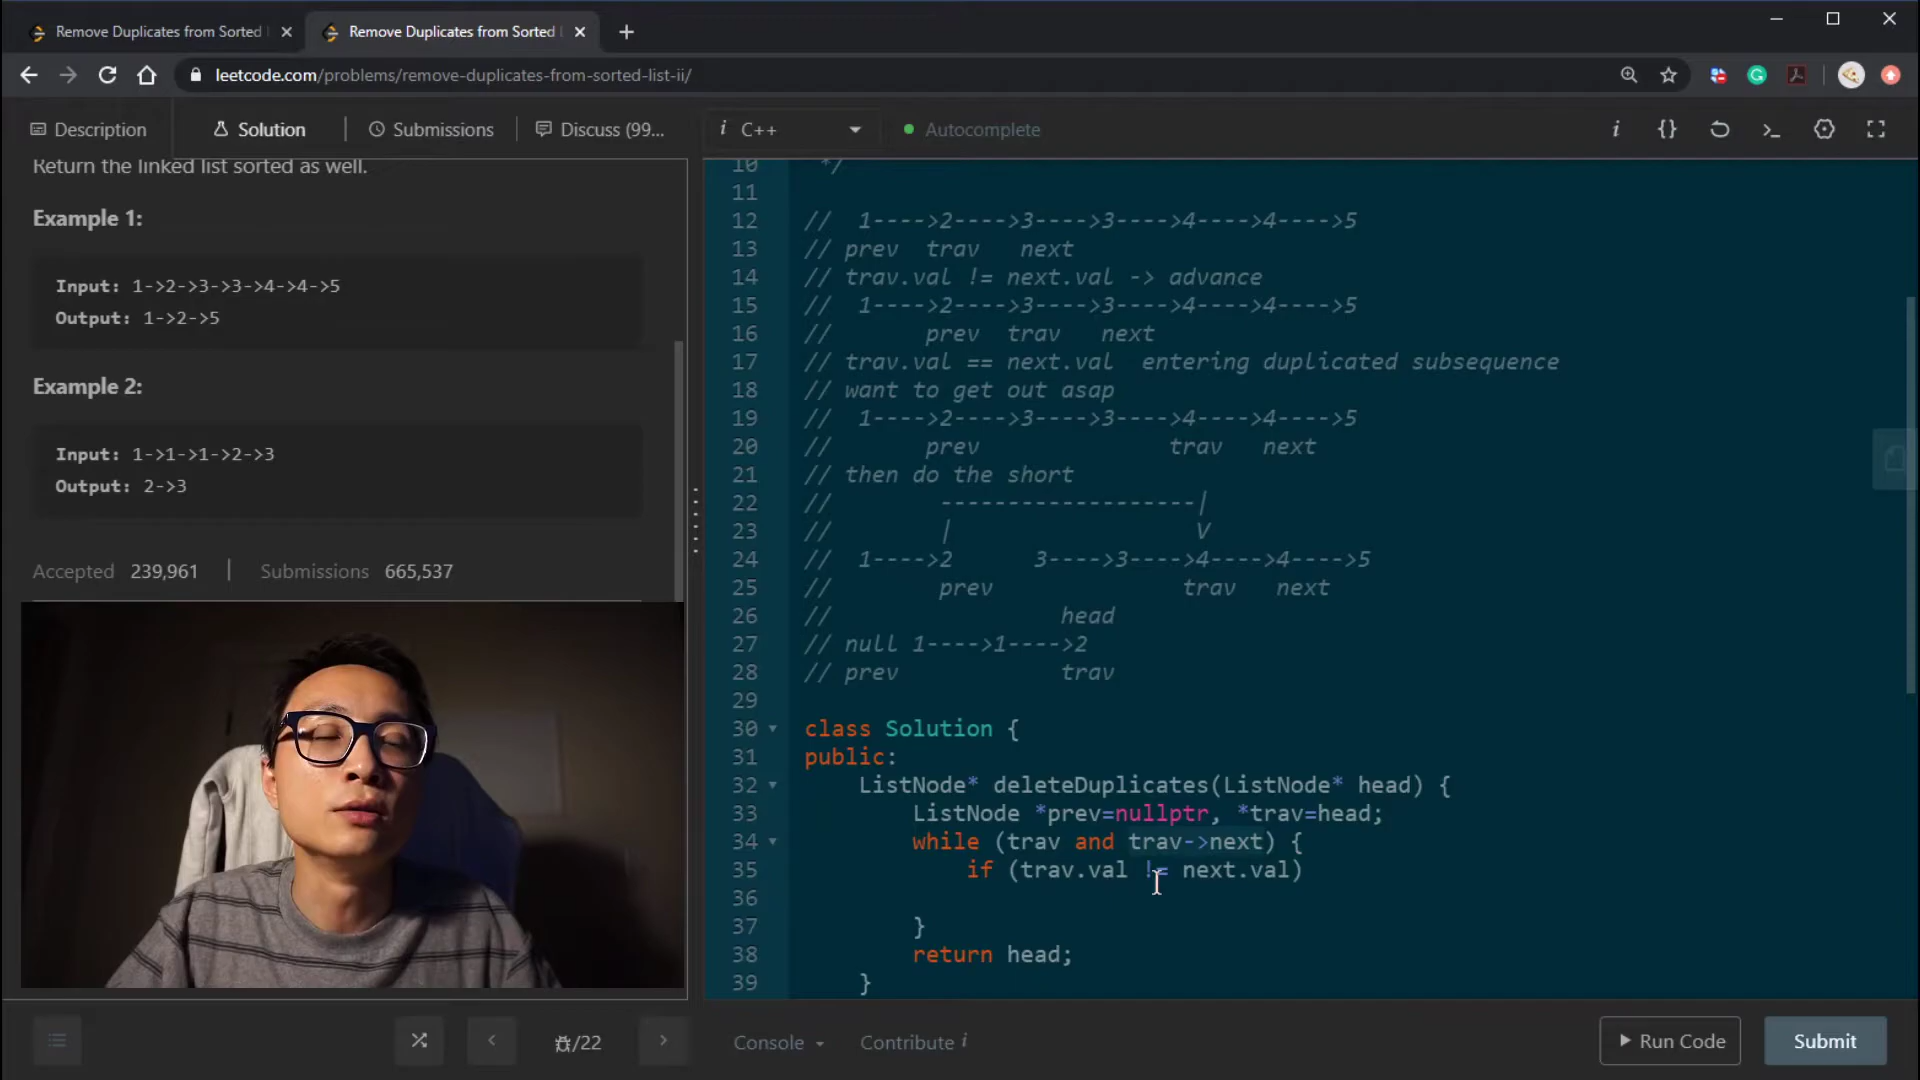 Remove Duplicates from Sorted
Remove Duplicates from Sorted L
leetcode.com/problems/remove-duplicates-from-sorted-list-ii/
Description
Solution
Submissions
Discuss (99...
i C++
Autocomplete
Return the linked list sorted as well.
Example 1:
Input: 1->2->3->3->4->4->5
Output: 1->2->5
Example 2:
Input: 1->1->1->2->3
Output: 2->3
Accepted 239,961 | Submissions 665,537
10 */
11
12 //  1---->2---->3---->3---->4---->4---->5
13 // prev  trav   next
14 // trav.val != next.val -> advance
15 //  1---->2---->3---->3---->4---->4---->5
16 //       prev  trav   next
17 // trav.val == next.val  entering duplicated subsequence
18 // want to get out asap
19 //  1---->2---->3---->3---->4---->4---->5
20 //       prev              trav   next
21 // then do the short
22 //        -------------------|
23 //        |                  V
24 //  1---->2      3---->3---->4---->4---->5
25 //        prev              trav   next
26 //                 head
27 // null 1---->1---->2
28 // prev            trav
29
30 class Solution {
31 public:
32     ListNode* deleteDuplicates(ListNode* head) {
33         ListNode *prev=nullptr, *trav=head;
34         while (trav and trav->next) {
35             if (trav.val != next.val)
36
37         }
38         return head;
39     }
/22
Console
Contribute i
Run Code
Submit